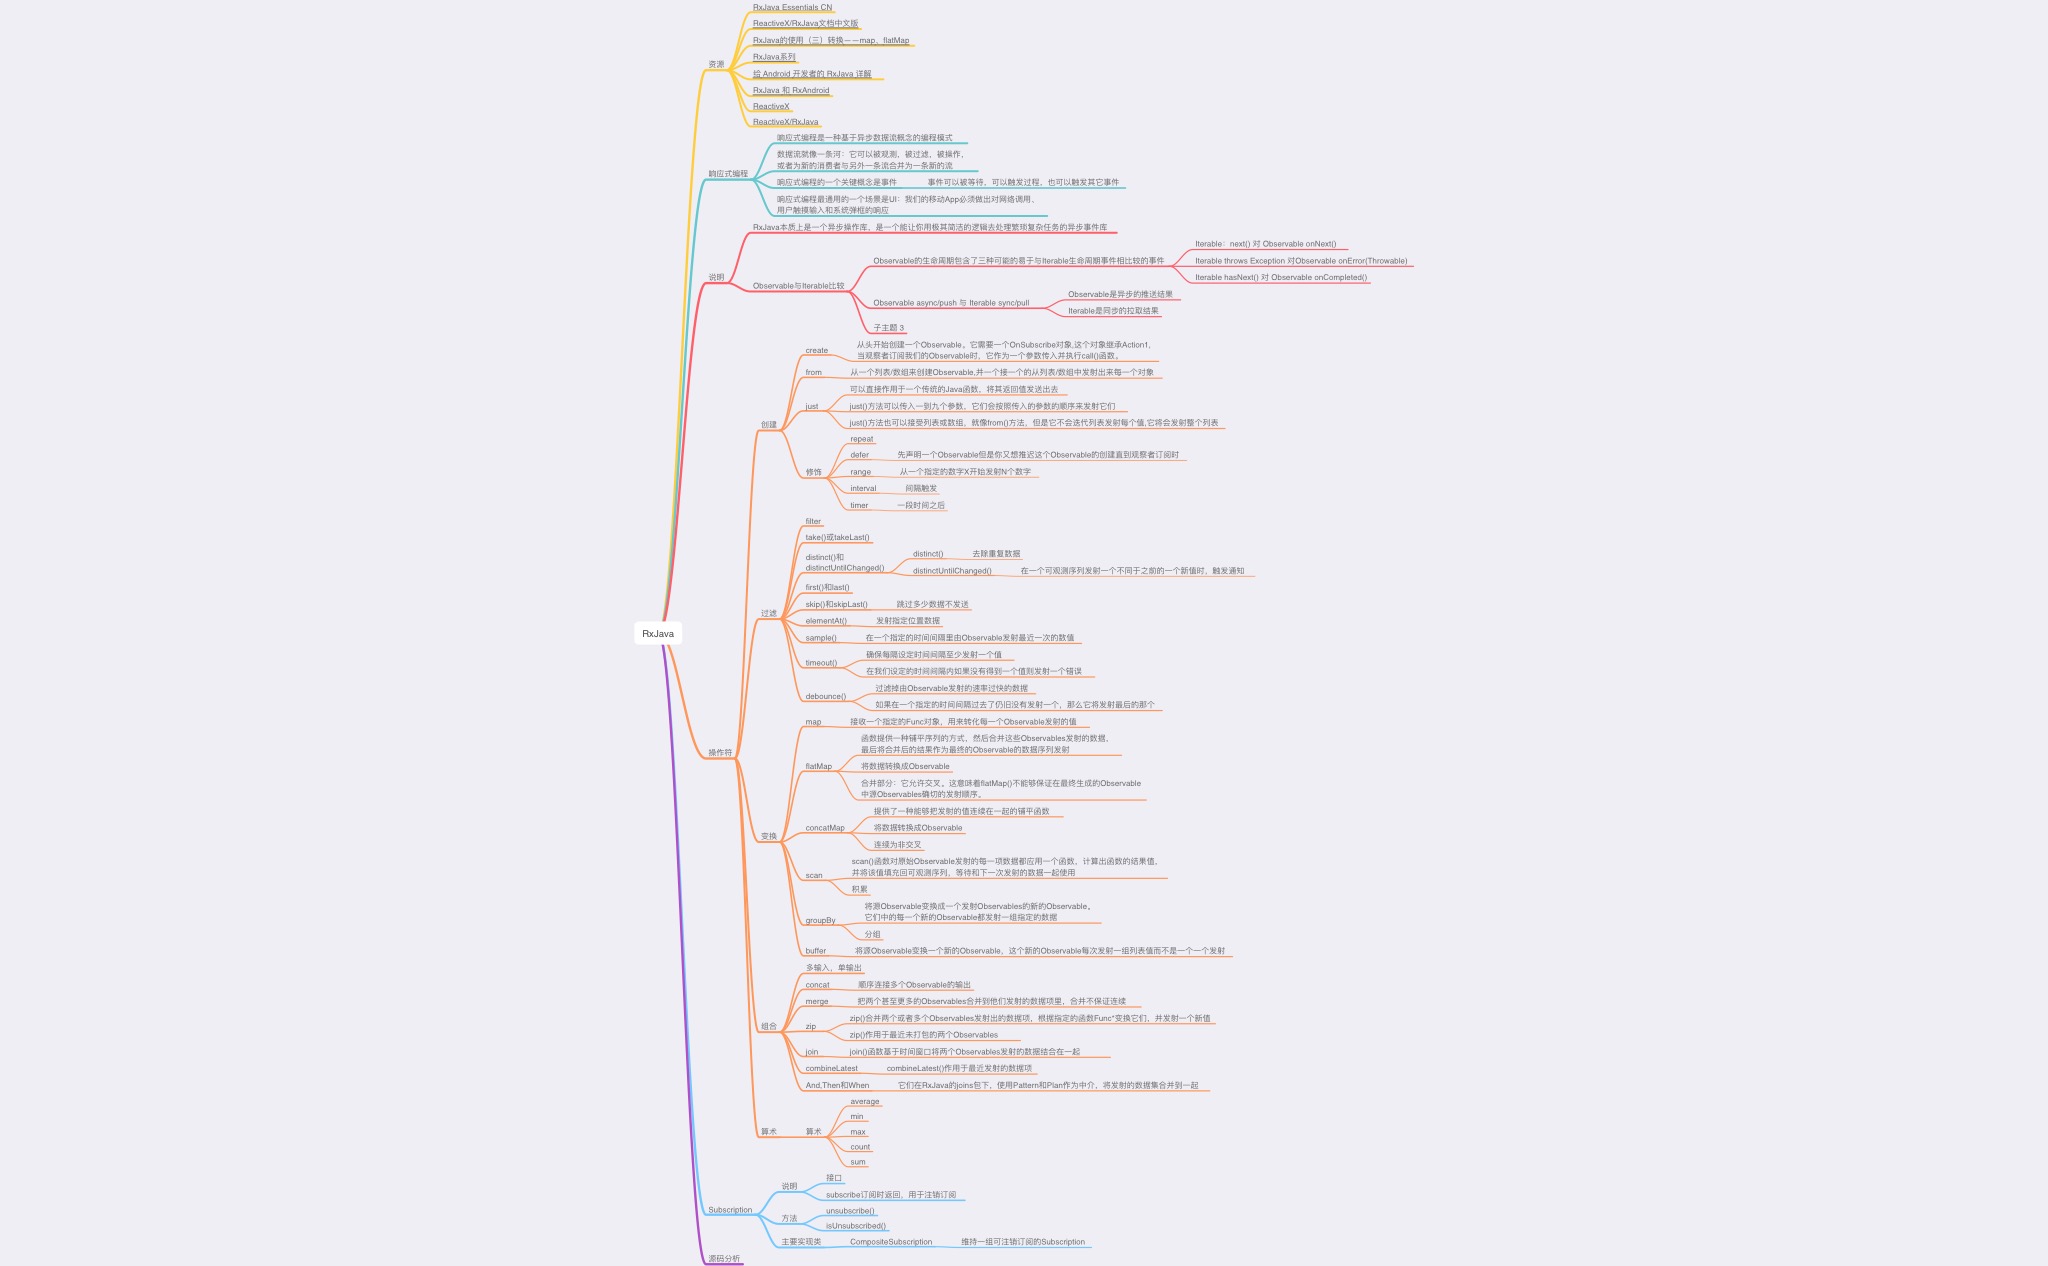 RxJava
资源
RxJava Essentials CN
ReactiveX/RxJava文档中文版
RxJava的使用（三）转换——map、flatMap
RxJava系列
给 Android 开发者的 RxJava 详解
RxJava 和 RxAndroid
ReactiveX
ReactiveX/RxJava
响应式编程
响应式编程是一种基于异步数据流概念的编程模式
数据流就像一条河：它可以被观测，被过滤，被操作，
或者为新的消费者与另外一条流合并为一条新的流
响应式编程的一个关键概念是事件
事件可以被等待，可以触发过程，也可以触发其它事件
响应式编程最通用的一个场景是UI：我们的移动App必须做出对网络调用、
用户触摸输入和系统弹框的响应
说明
RxJava本质上是一个异步操作库，是一个能让你用极其简洁的逻辑去处理繁琐复杂任务的异步事件库
Observable与Iterable比较
Observable的生命周期包含了三种可能的易于与Iterable生命周期事件相比较的事件
Iterable：next() 对 Observable onNext()
Iterable throws Exception 对Observable onError(Throwable)
Iterable hasNext() 对 Observable onCompleted()
Observable async/push 与 Iterable sync/pull
Observable是异步的推送结果
Iterable是同步的拉取结果
子主题 3
操作符
创建
create
从头开始创建一个Observable。它需要一个OnSubscribe对象,这个对象继承Action1,
当观察者订阅我们的Observable时，它作为一个参数传入并执行call()函数。
from
从一个列表/数组来创建Observable,并一个接一个的从列表/数组中发射出来每一个对象
just
可以直接作用于一个传统的Java函数，将其返回值发送出去
just()方法可以传入一到九个参数，它们会按照传入的参数的顺序来发射它们
just()方法也可以接受列表或数组，就像from()方法，但是它不会迭代列表发射每个值,它将会发射整个列表
修饰
repeat
defer
先声明一个Observable但是你又想推迟这个Observable的创建直到观察者订阅时
range
从一个指定的数字X开始发射N个数字
interval
间隔触发
timer
一段时间之后
过滤
filter
take()或takeLast()
distinct()和
distinctUntilChanged()
distinct()
去除重复数据
distinctUntilChanged()
在一个可观测序列发射一个不同于之前的一个新值时，触发通知
first()和last()
skip()和skipLast()
跳过多少数据不发送
elementAt()
发射指定位置数据
sample()
在一个指定的时间间隔里由Observable发射最近一次的数值
timeout()
确保每隔设定时间间隔至少发射一个值
在我们设定的时间间隔内如果没有得到一个值则发射一个错误
debounce()
过滤掉由Observable发射的速率过快的数据
如果在一个指定的时间间隔过去了仍旧没有发射一个，那么它将发射最后的那个
变换
map
接收一个指定的Func对象，用来转化每一个Observable发射的值
flatMap
函数提供一种铺平序列的方式，然后合并这些Observables发射的数据,
最后将合并后的结果作为最终的Observable的数据序列发射
将数据转换成Observable
合并部分：它允许交叉。这意味着flatMap()不能够保证在最终生成的Observable
中源Observables确切的发射顺序。
concatMap
提供了一种能够把发射的值连续在一起的铺平函数
将数据转换成Observable
连续为非交叉
scan
scan()函数对原始Observable发射的每一项数据都应用一个函数，计算出函数的结果值,
并将该值填充回可观测序列，等待和下一次发射的数据一起使用
积累
groupBy
将源Observable变换成一个发射Observables的新的Observable。
它们中的每一个新的Observable都发射一组指定的数据
分组
buffer
将源Observable变换一个新的Observable，这个新的Observable每次发射一组列表值而不是一个一个发射
组合
多输入，单输出
concat
顺序连接多个Observable的输出
merge
把两个甚至更多的Observables合并到他们发射的数据项里，合并不保证连续
zip
zip()合并两个或者多个Observables发射出的数据项，根据指定的函数Func*变换它们，并发射一个新值
zip()作用于最近未打包的两个Observables
join
join()函数基于时间窗口将两个Observables发射的数据结合在一起
combineLatest
combineLatest()作用于最近发射的数据项
And,Then和When
它们在RxJava的joins包下，使用Pattern和Plan作为中介，将发射的数据集合并到一起
算术
算术
average
min
max
count
sum
Subscription
说明
接口
subscribe订阅时返回，用于注销订阅
方法
unsubscribe()
isUnsubscribed()
主要实现类
CompositeSubscription
维持一组可注销订阅的Subscription
源码分析